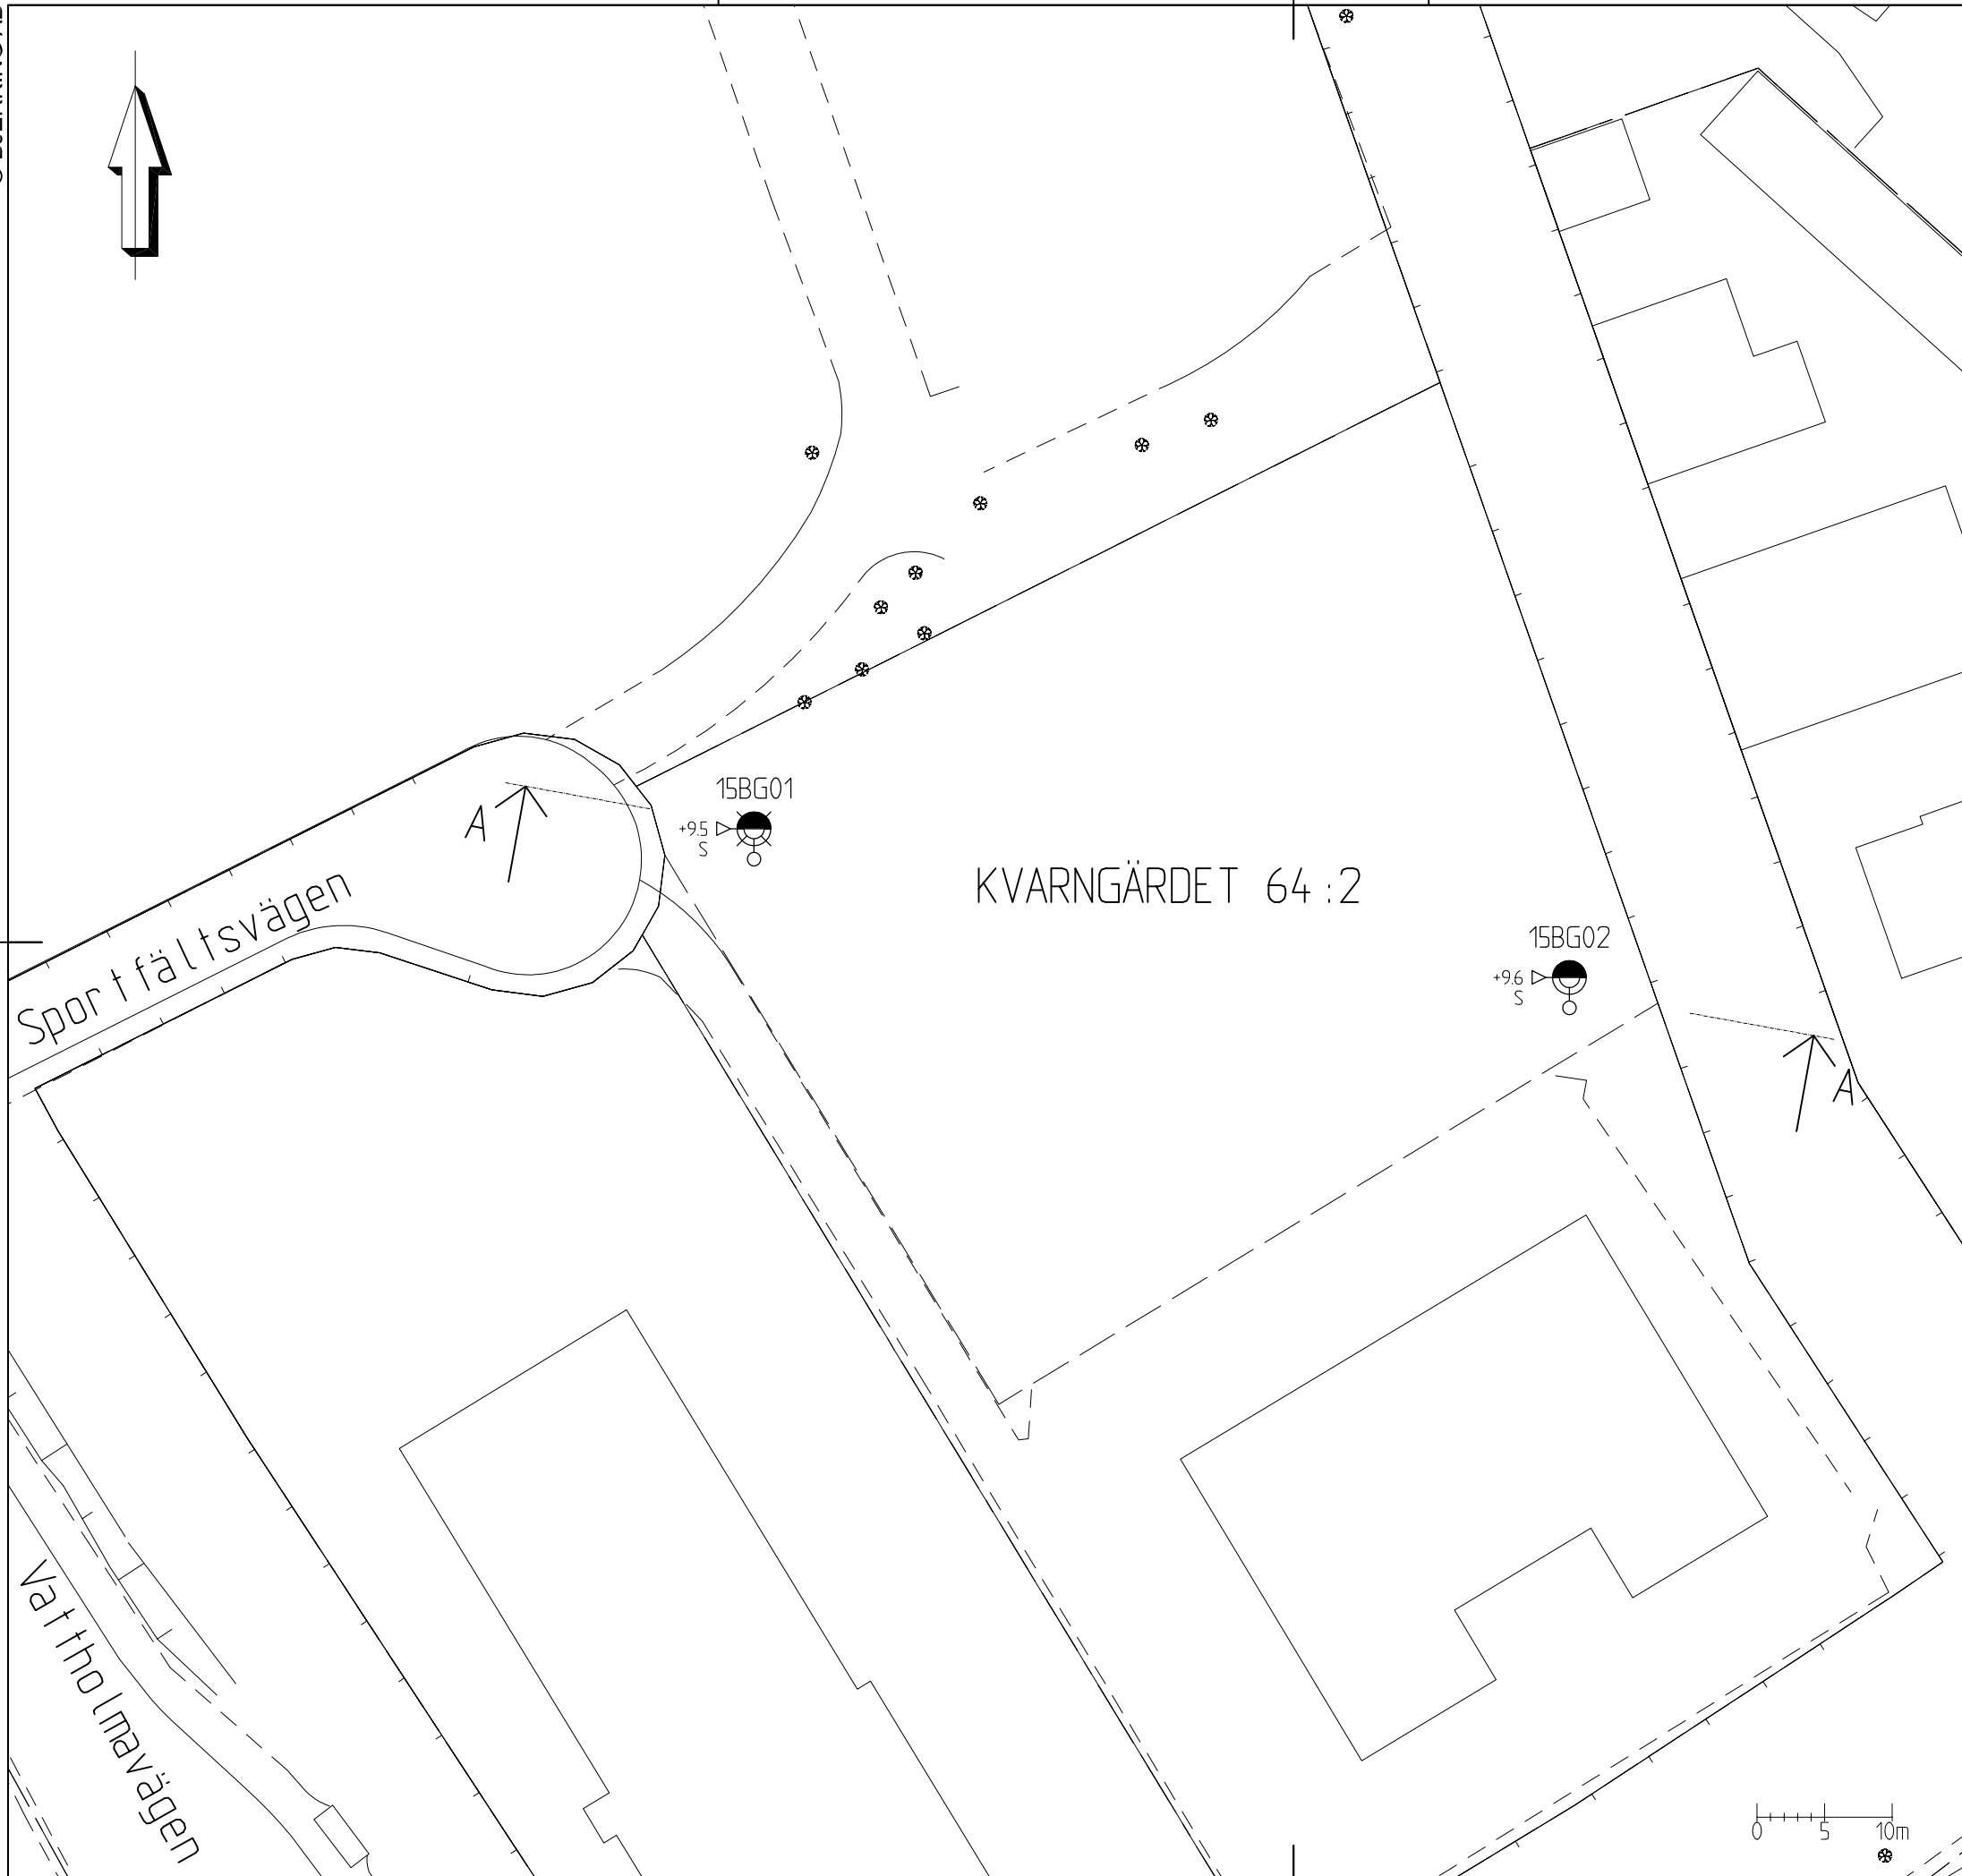 15BG01
+9.5
S
A
KVARNGÄRDET 64:2
Sportfältsvägen
15BG02
+9.6
S
A
Vattholmavägen
0 5 10m